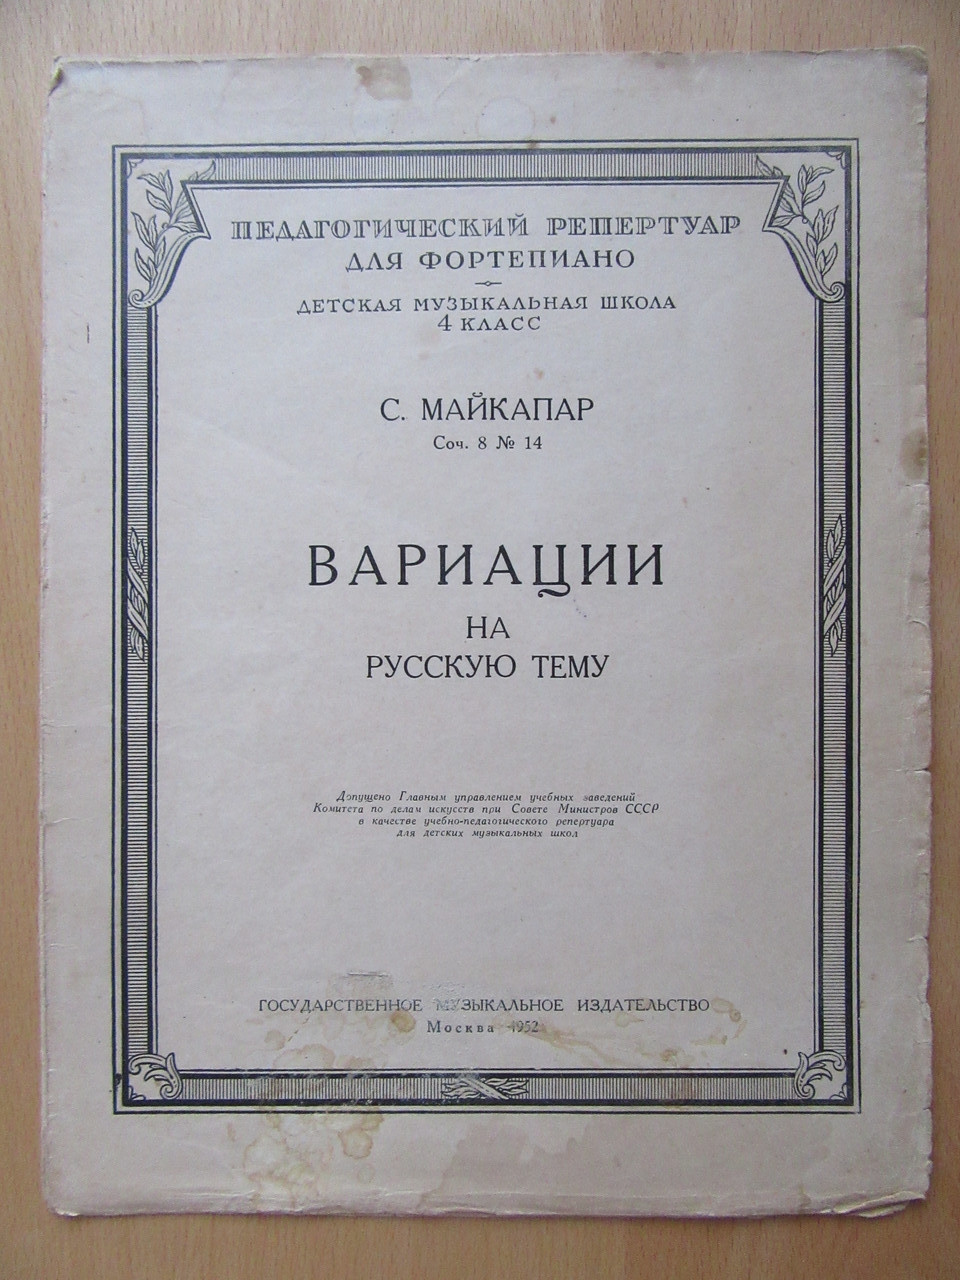 ПЕДАГОГИЧЕСКИЙ РЕПЕРТУАР
ДЛЯ ФОРТЕПИАНО
ДЕТСКАЯ МУЗЫКАЛЬНАЯ ШКОЛА
4 КЛАСС
С. МАЙКАПАР
Соч. 8 № 14
ВАРИАЦИИ
НА
РУССКУЮ ТЕМУ
Допущено Главным управлением учебных заведений
Комитета по делам искусств при Совете Министров СССР
в качестве учебно-педагогического репертуара
для детских музыкальных школ
ГОСУДАРСТВЕННОЕ МУЗЫКАЛЬНОЕ ИЗДАТЕЛЬСТВО
Москва 1952